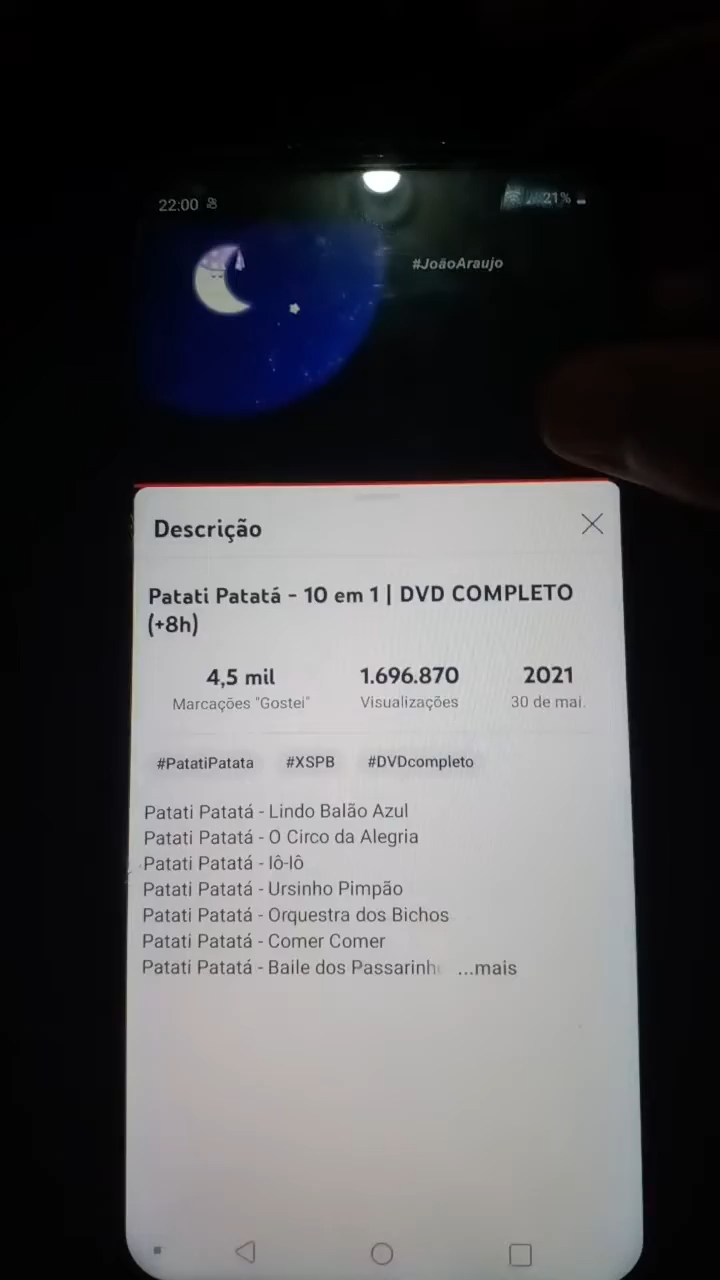 22:00
21%
#JoãoAraujo
Descrição
Patati Patatá - 10 em 1 | DVD COMPLETO
(+8h)
4,5 mil 1.696.870 2021
Marcações "Gostei" Visualizações 30 de mai.
#PatatiPatata #XSPB #DVDcompleto
Patati Patatá - Lindo Balão Azul
Patati Patatá - O Circo da Alegria
Patati Patatá - Iô-Iô
Patati Patatá - Ursinho Pimpão
Patati Patatá - Orquestra dos Bichos
Patati Patatá - Comer Comer
Patati Patatá - Baile dos Passarinh ...mais